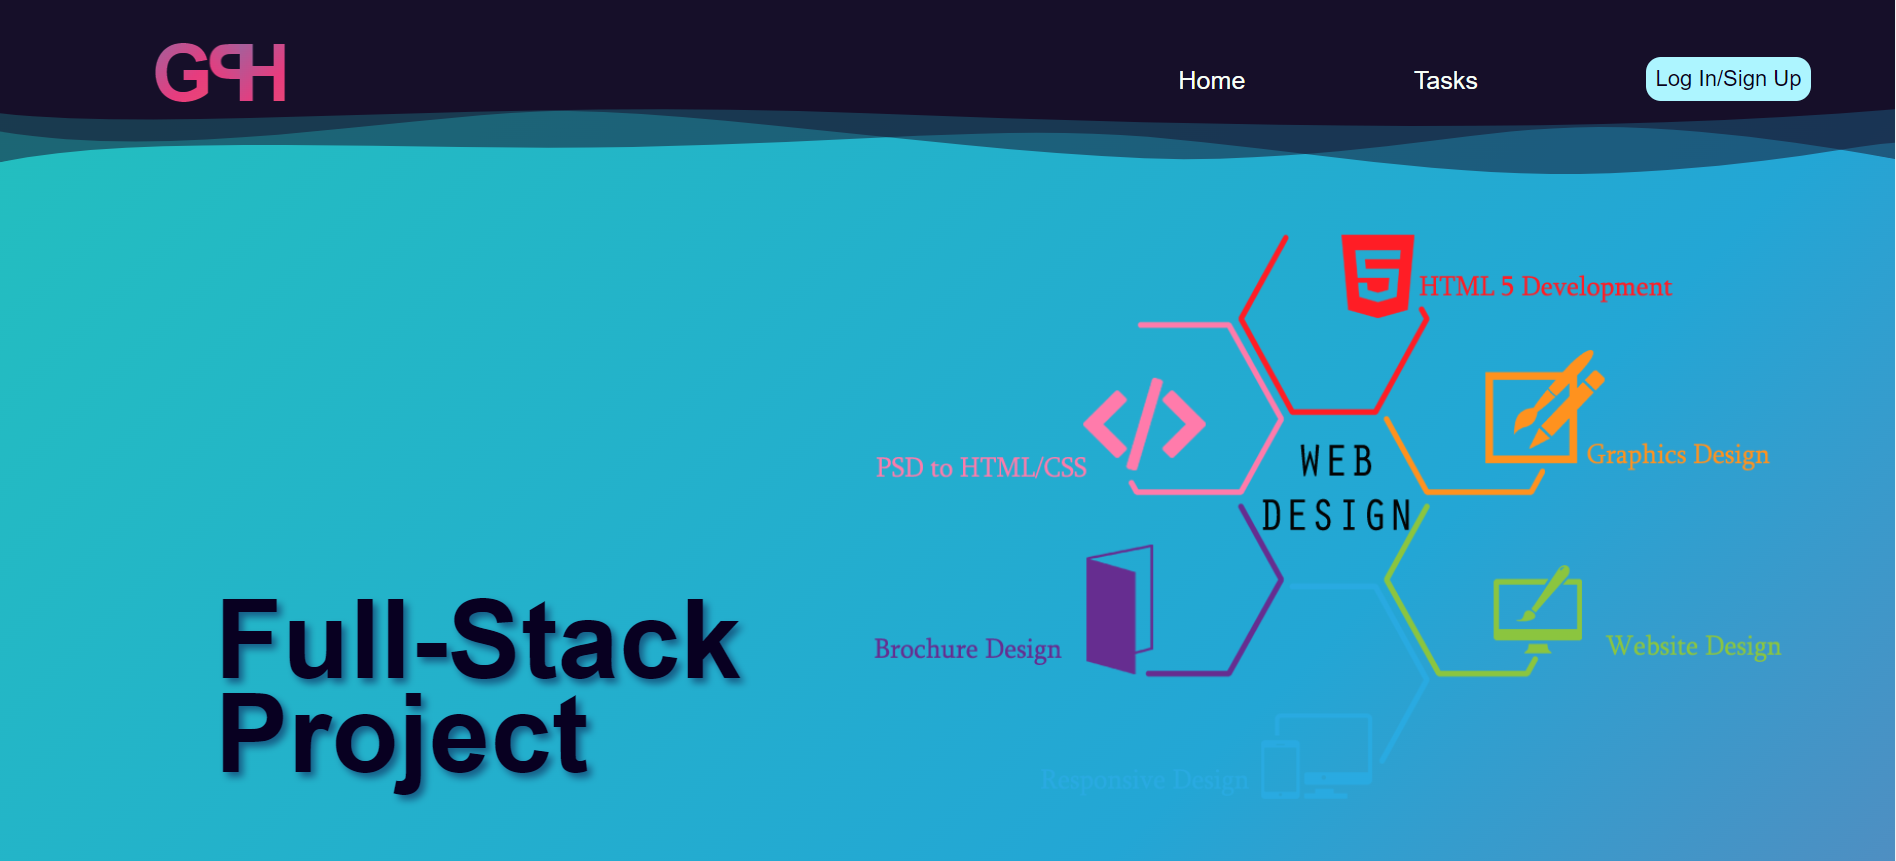 GPH
Home
Tasks
Log In/Sign Up
HTML 5 Development
Graphics Design
PSD to HTML/CSS
WEB
DESIGN
Brochure Design
Website Design
Responsive Design
Full-Stack
Project